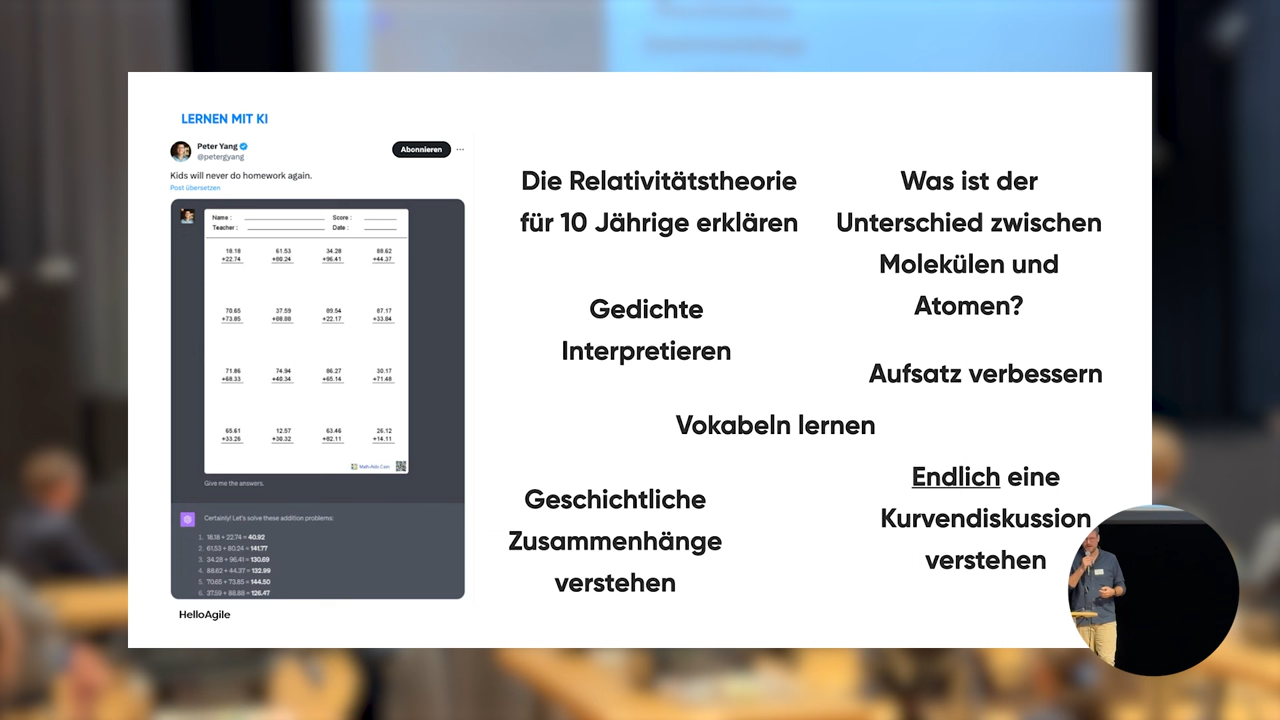 LERNEN MIT KI
Peter Yang
@petergyang
Abonnieren
Kids will never do homework again.
Post übersetzen
Name :
Score :
Teacher :
Date :
18.18 61.53 34.28 88.62
+22.74 +80.24 +96.41 +44.37
70.65 37.59 89.54 87.17
+73.85 +88.88 +22.17 +33.84
71.86 74.94 86.27 30.17
+68.33 +40.34 +65.14 +71.48
65.61 12.57 63.46 26.12
+33.26 +30.32 +82.11 +14.11
Math-Aids.Com
Give me the answers.
Certainly! Let's solve these addition problems:
1. 18.18 + 22.74 = 40.92
2. 61.53 + 80.24 = 141.77
3. 34.28 + 96.41 = 130.69
4. 88.62 + 44.37 = 132.99
5. 70.65 + 73.85 = 144.50
6. 37.59 + 88.88 = 126.47
HelloAgile
Die Relativitätstheorie
für 10 Jährige erklären
Was ist der
Unterschied zwischen
Molekülen und
Atomen?
Gedichte
Interpretieren
Aufsatz verbessern
Vokabeln lernen
Geschichtliche
Zusammenhänge
verstehen
Endlich eine
Kurvendiskussion
verstehen